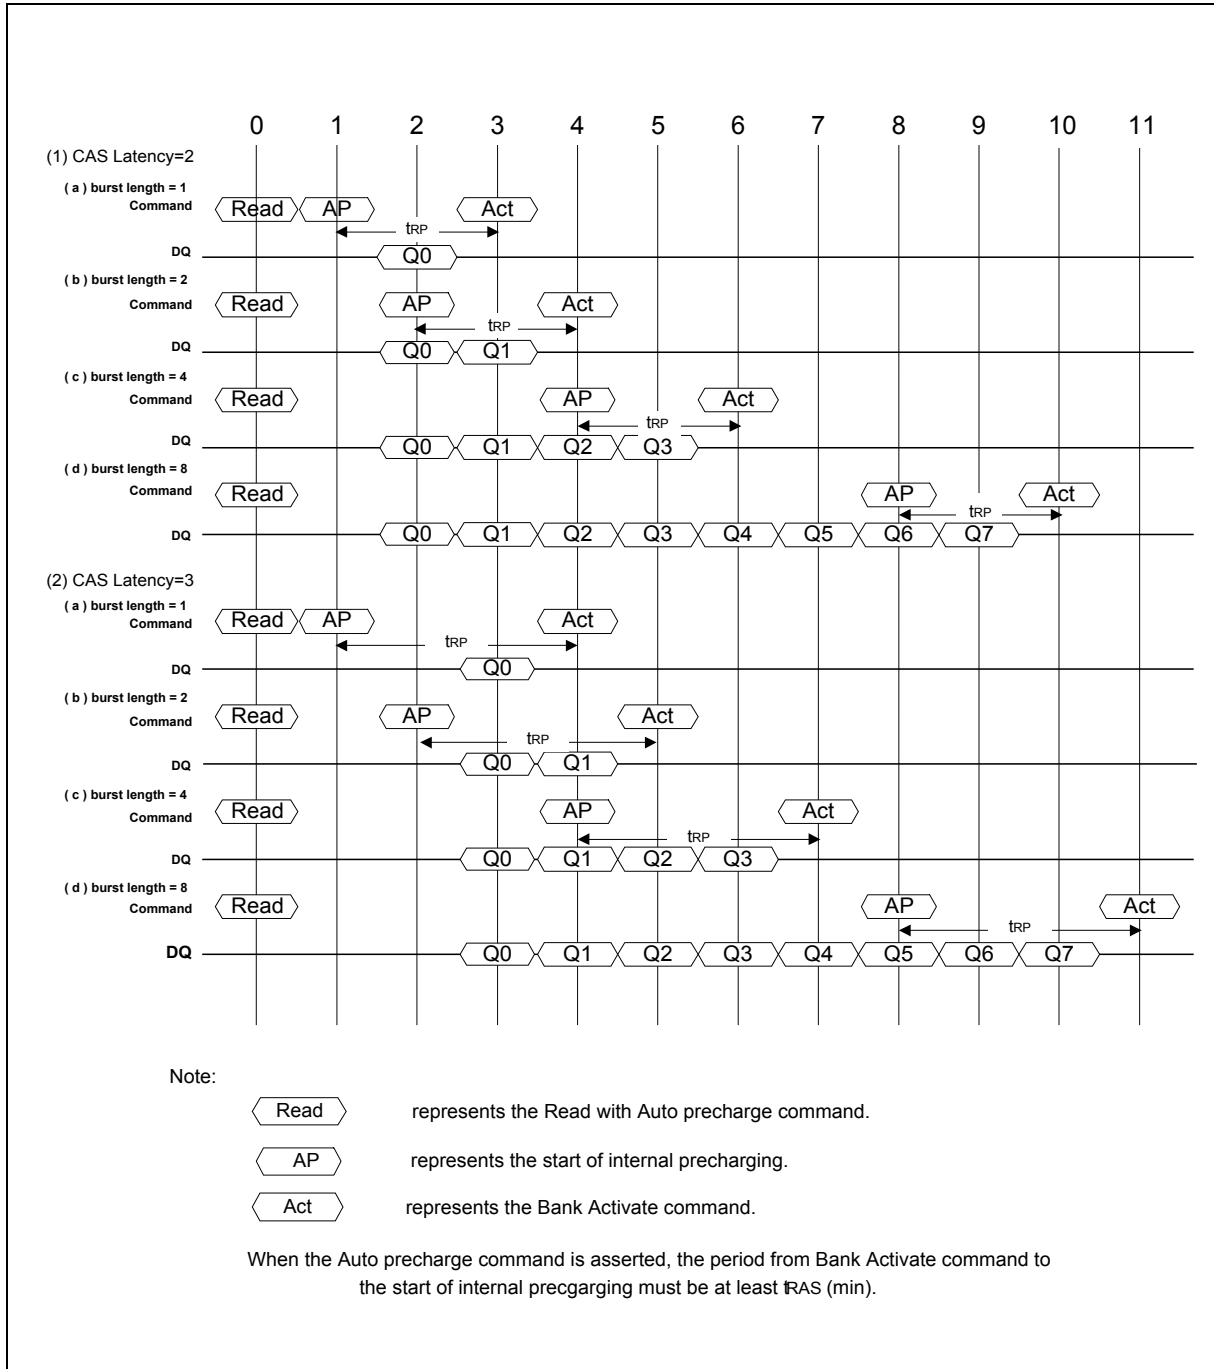 0 1 2 3 4 5 6 7 8 9 10 11
(1) CAS Latency=2
( a ) burst length = 1
Command Read AP Act
tRP
DQ Q0
( b ) burst length = 2
Command Read AP Act
tRP
DQ Q0 Q1
( c ) burst length = 4
Command Read AP Act
tRP
DQ Q0 Q1 Q2 Q3
( d ) burst length = 8
Command Read AP Act
tRP
DQ Q0 Q1 Q2 Q3 Q4 Q5 Q6 Q7
(2) CAS Latency=3
( a ) burst length = 1
Command Read AP Act
tRP
DQ Q0
( b ) burst length = 2
Command Read AP Act
tRP
DQ Q0 Q1
( c ) burst length = 4
Command Read AP Act
tRP
DQ Q0 Q1 Q2 Q3
( d ) burst length = 8
Command Read AP Act
tRP
DQ Q0 Q1 Q2 Q3 Q4 Q5 Q6 Q7
Note:
Read represents the Read with Auto precharge command.
AP represents the start of internal precharging.
Act represents the Bank Activate command.
When the Auto precharge command is asserted, the period from Bank Activate command to
the start of internal precgarging must be at least tRAS (min).